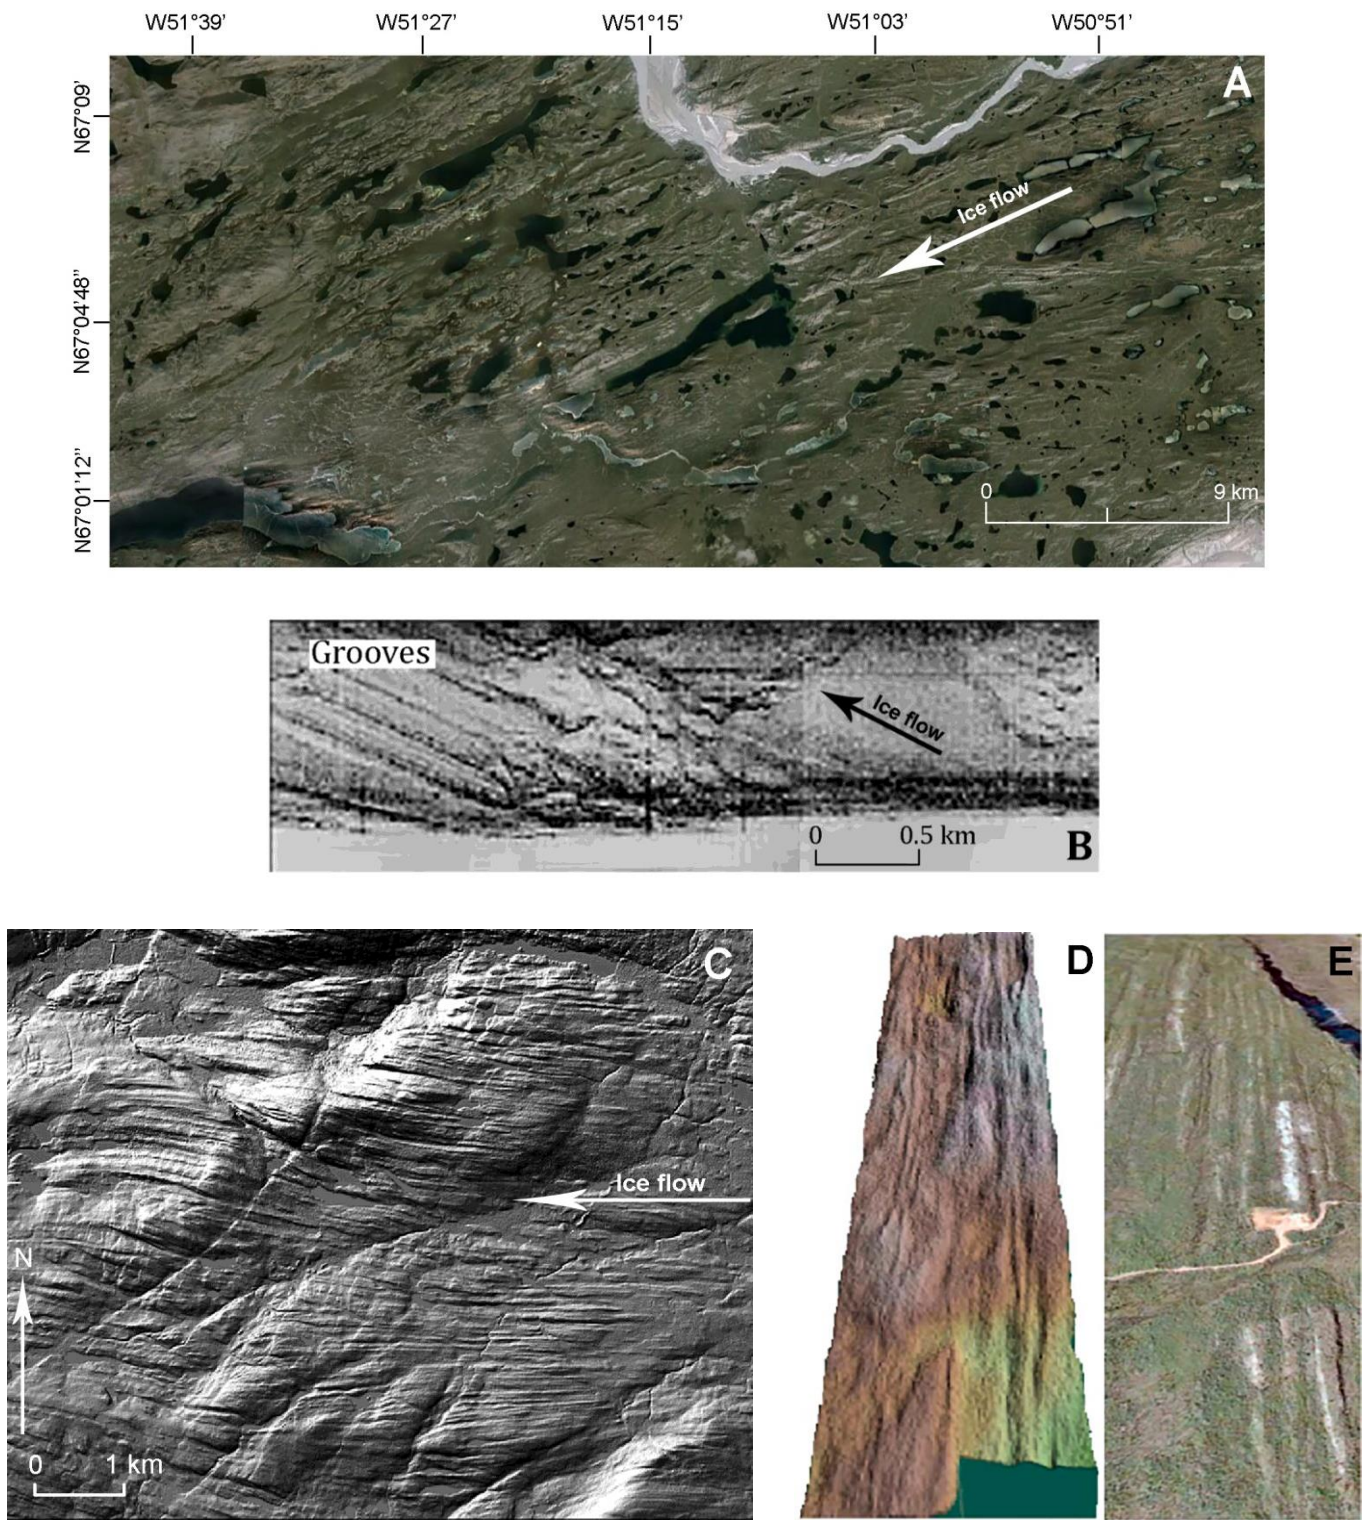 W51°39' W51°27' W51°15' W51°03' W50°51'
A
N67°09'
Ice flow
N67°04'48"
N67°01'12"
0 9 km
Grooves
Ice flow
0 0.5 km
B
C
D
E
Ice flow
N
0 1 km